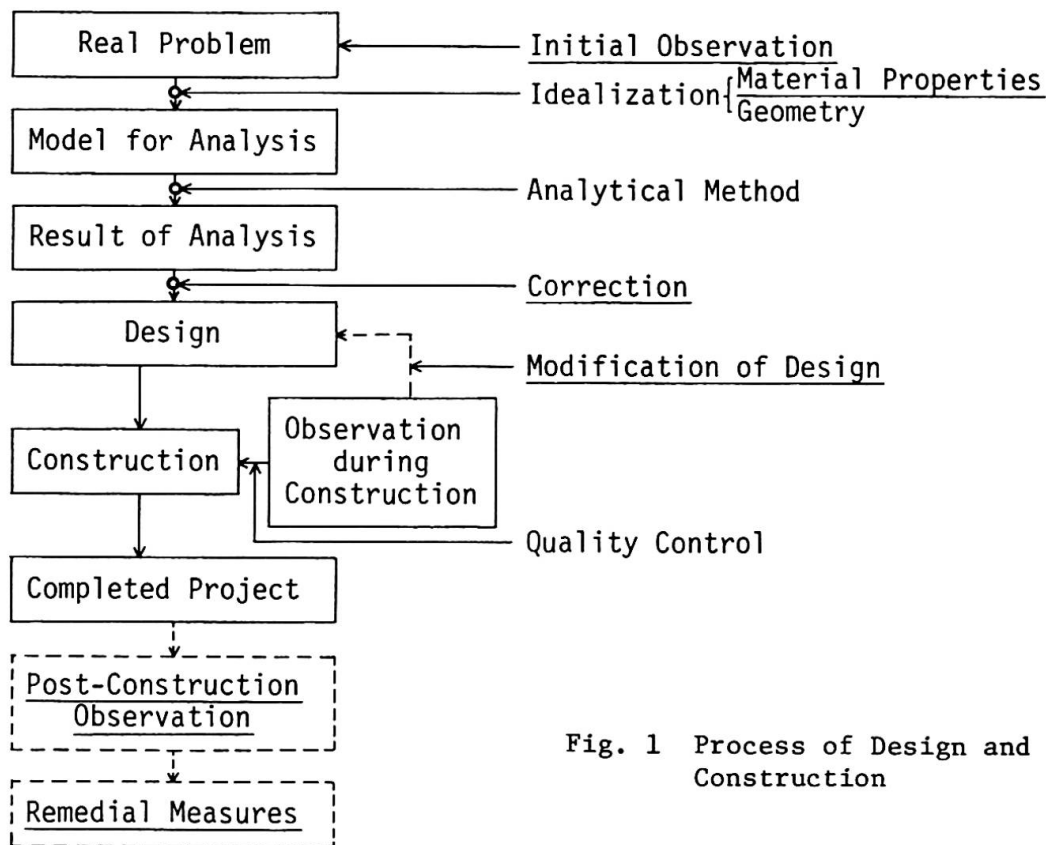 Real Problem
Initial Observation
Idealization{Material Properties
Geometry
Model for Analysis
Analytical Method
Result of Analysis
Correction
Design
Modification of Design
Observation
during
Construction
Construction
Quality Control
Completed Project
Post-Construction
Observation
Remedial Measures
Fig. 1 Process of Design and
Construction